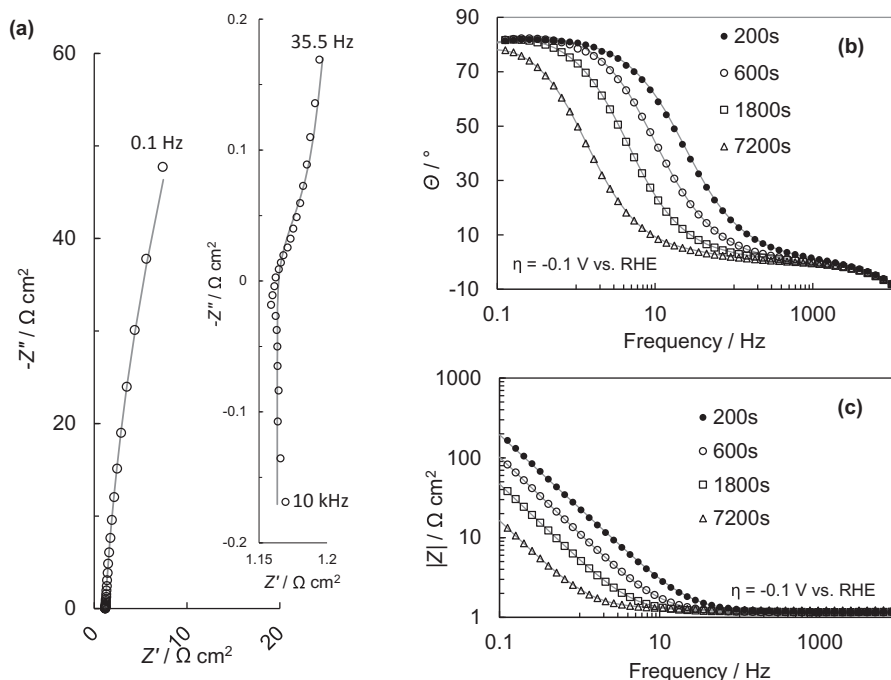 (a)
60
40
20
0
-Z″ / Ω cm²
0.1 Hz
0
10
20
Z′ / Ω cm²
0.2
0.1
0
-0.1
-0.2
-Z″ / Ω cm²
35.5 Hz
10 kHz
1.15
1.2
Z′ / Ω cm²
90
70
50
30
10
-10
Θ / °
200s
600s
1800s
7200s
(b)
η = -0.1 V vs. RHE
0.1
10
1000
Frequency / Hz
1000
100
10
1
|Z| / Ω cm²
(c)
200s
600s
1800s
7200s
η = -0.1 V vs. RHE
0.1
10
1000
Frequency / Hz